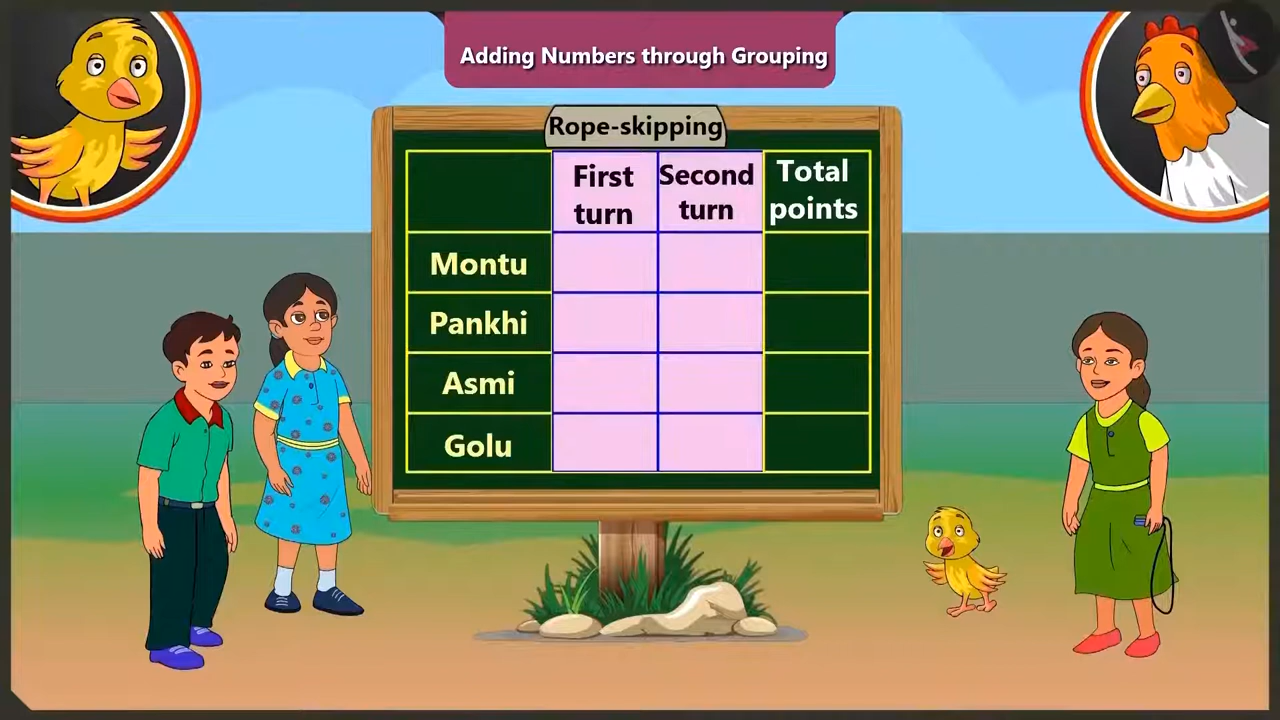 Adding Numbers through Grouping
Rope-skipping
First turn
Second turn
Total points
Montu
Pankhi
Asmi
Golu